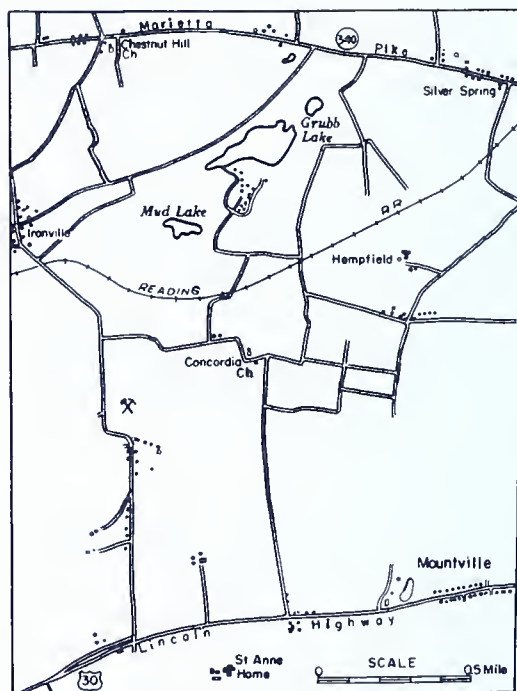 Marietta
340
Pike
Chestnut Hill
Ch
Silver Spring
Grubb
Lake
Mud Lake
Ironville
RR
Hempfield
READING
Concordia
Ch
Mountville
Lincoln Highway
30
St Anne
Home
SCALE
0 0.5 Mile